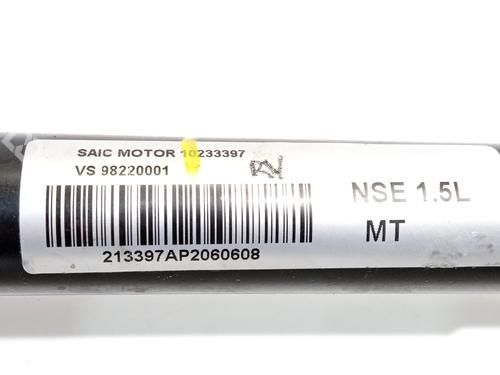 SAIC MOTOR 10233397
VS 98220001
213397AP2060608
NSE 1.5L
MT